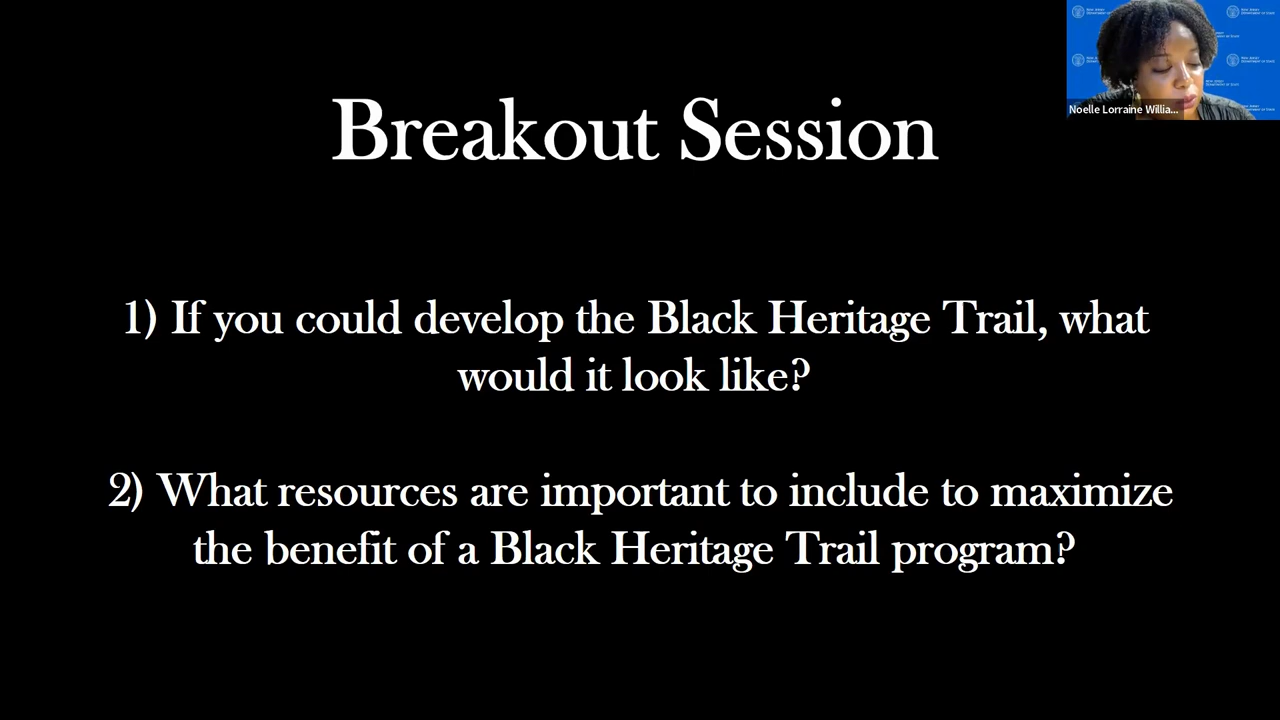 Breakout Session
1) If you could develop the Black Heritage Trail, what
would it look like?
2) What resources are important to include to maximize
the benefit of a Black Heritage Trail program?
Noelle Lorraine Willia...